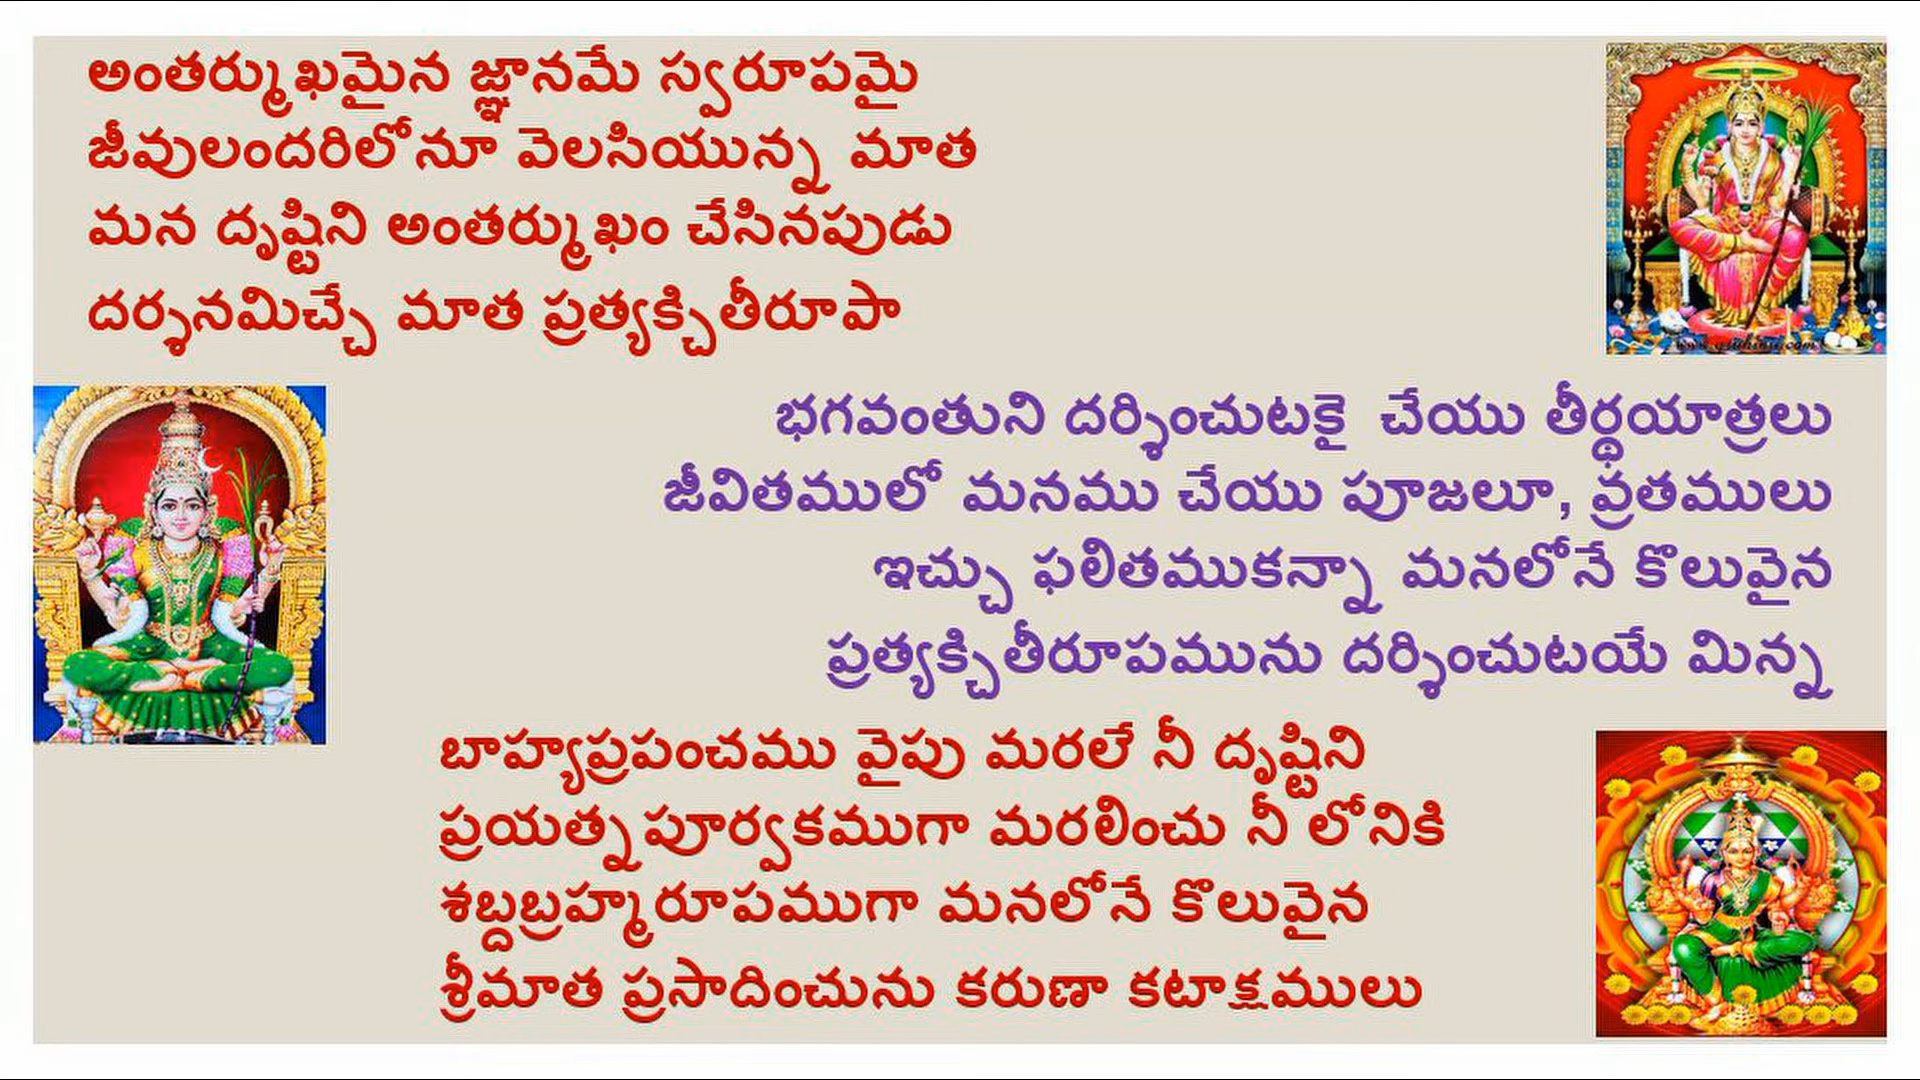 అంతర్ముఖమైన జ్ఞానమే స్వరూపమై
జీవులందరిలోనూ వెలసియున్న మాత
మన దృష్టిని అంతర్ముఖం చేసినపుడు
దర్శనమిచ్చే మాత ప్రత్యక్చితీరూపా
భగవంతుని దర్శించుటకై చేయు తీర్థయాత్రలు
జీవితములో మనము చేయు పూజలూ, వ్రతములు
ఇచ్చు ఫలితముకన్నా మనలోనే కొలువైన
ప్రత్యక్చితీరూపమును దర్శించుటయే మిన్న
బాహ్యప్రపంచము వైపు మరలే నీ దృష్టిని
ప్రయత్నపూర్వకముగా మరలించు నీ లోనికి
శబ్దబ్రహ్మరూపముగా మనలోనే కొలువైన
శ్రీమాత ప్రసాదించును కరుణా కటాక్షములు